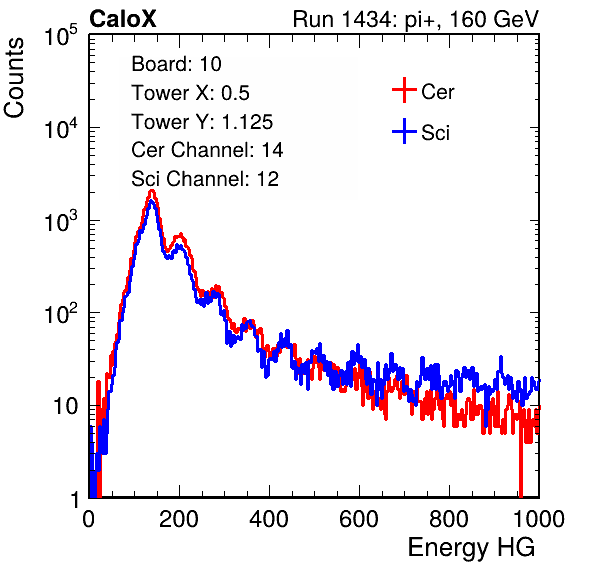 CaloX Run 1434: pi+, 160 GeV
Board: 10
Tower X: 0.5
Tower Y: 1.125
Cer Channel: 14
Sci Channel: 12
Cer
Sci
Counts
10^5
10^4
10^3
10^2
10
1
0 200 400 600 800 1000
Energy HG